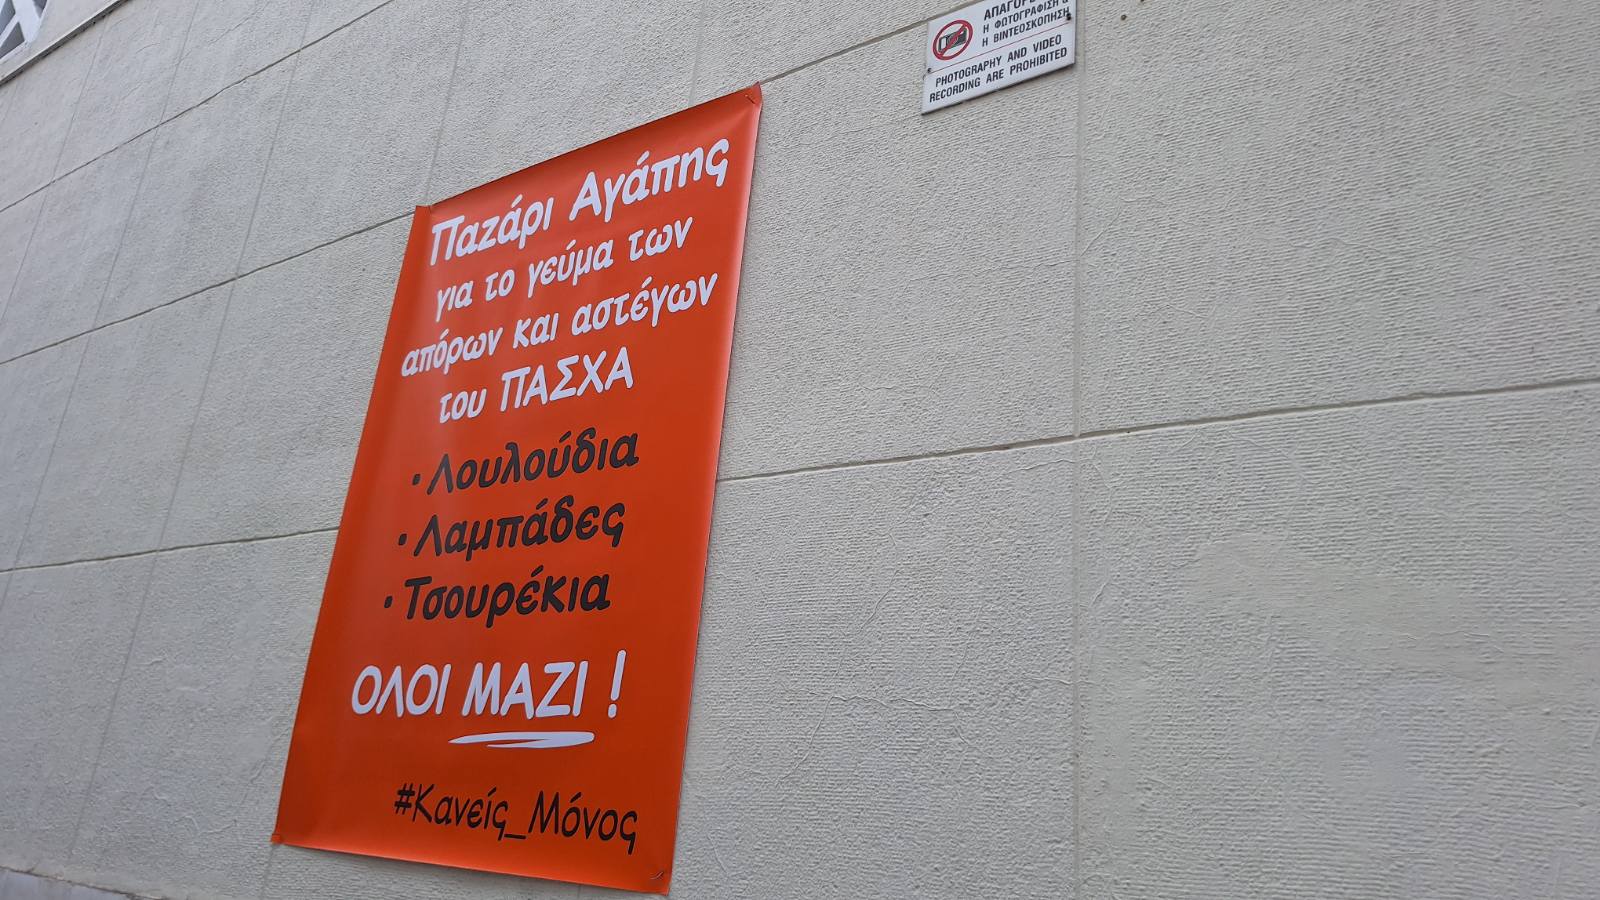 Παζάρι Αγάπης
για το γεύμα των
απόρων και αστέγων
του ΠΑΣΧΑ
· Λουλούδια
· Λαμπάδες
· Τσουρέκια
ΟΛΟΙ ΜΑΖΙ !
#Κανείς_Μόνος
Η ΦΩΤΟΓΡΑΦΙΣΗ &
Η ΒΙΝΤΕΟΣΚΟΠΗΣΗ
PHOTOGRAPHY AND VIDEO
RECORDING ARE PROHIBITED